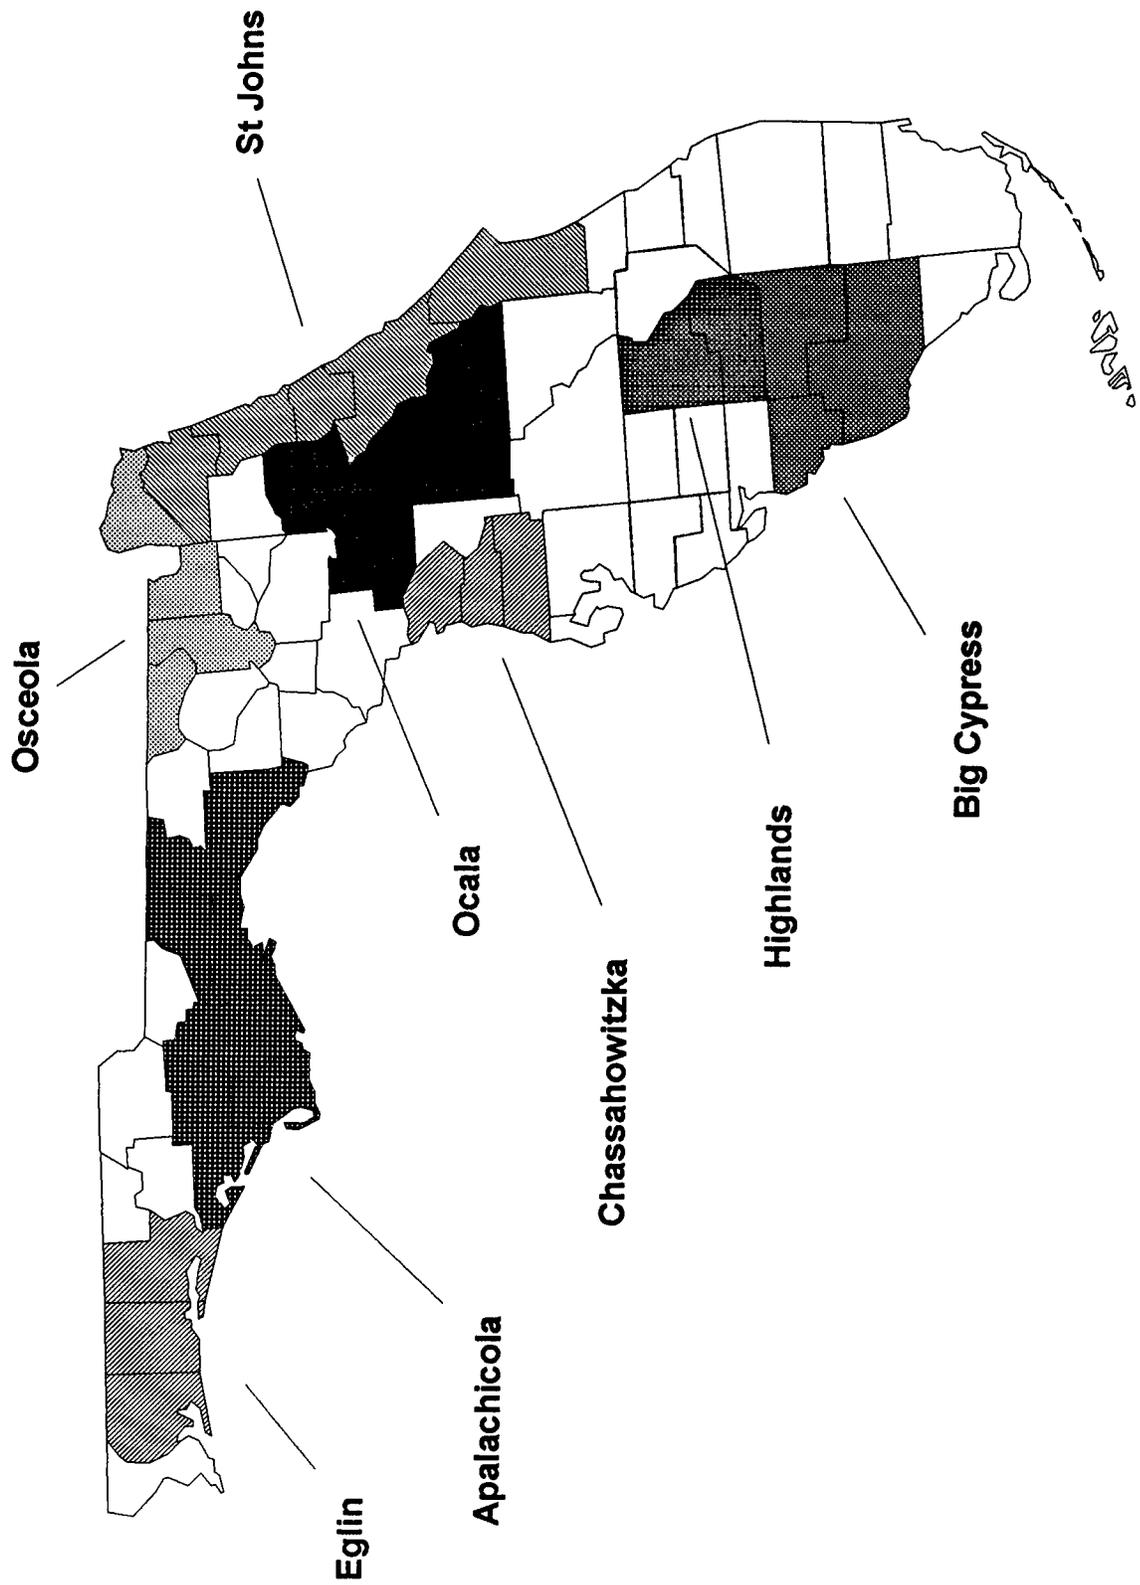 St Johns
Osceola
Ocala
Chassahowitzka
Highlands
Big Cypress
Apalachicola
Eglin